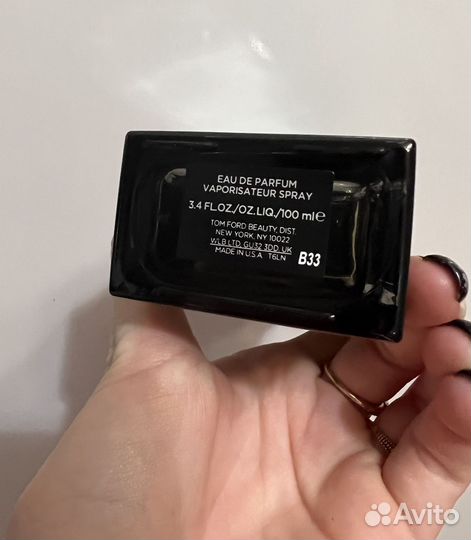 EAU DE PARFUM
VAPORISATEUR SPRAY
3.4 FL.OZ./OZ.LIQ./100 ml℮
TOM FORD BEAUTY, DIST.
NEW YORK, NY 10022
WLB LTD. GU32 3DD, UK
MADE IN U.S.A. T6LN
B33
Avito